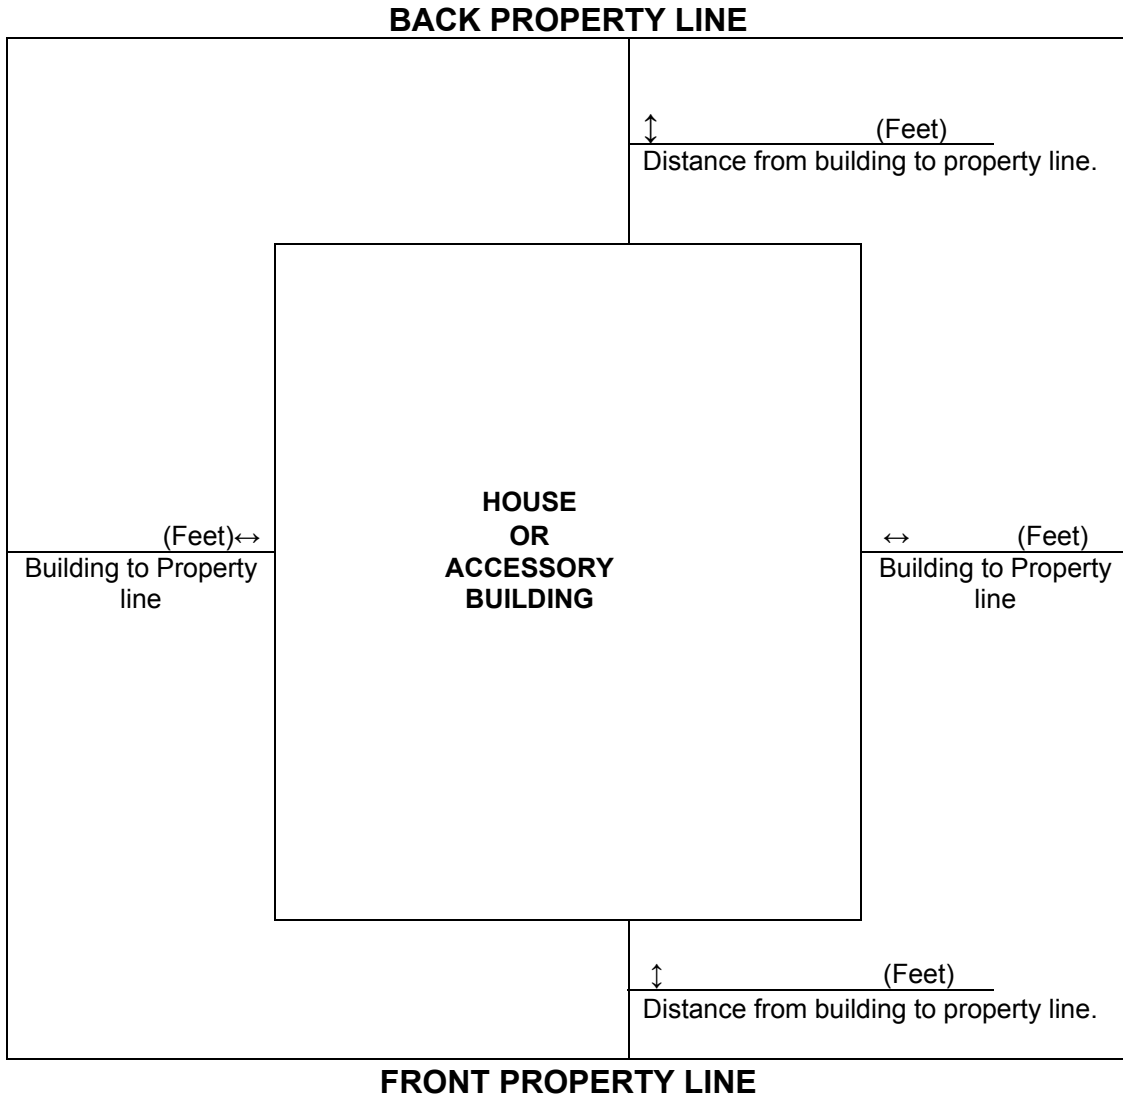 BACK PROPERTY LINE
↕ (Feet)
Distance from building to property line.
HOUSE
OR
ACCESSORY
BUILDING
(Feet)↔
Building to Property
line
↔ (Feet)
Building to Property
line
↕ (Feet)
Distance from building to property line.
FRONT PROPERTY LINE